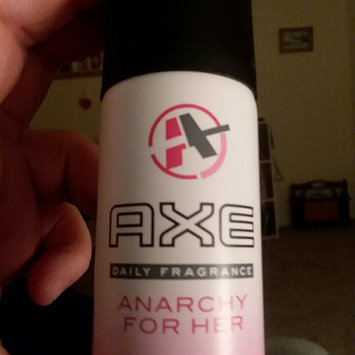 AXE
DAILY FRAGRANCE
ANARCHY
FOR HER